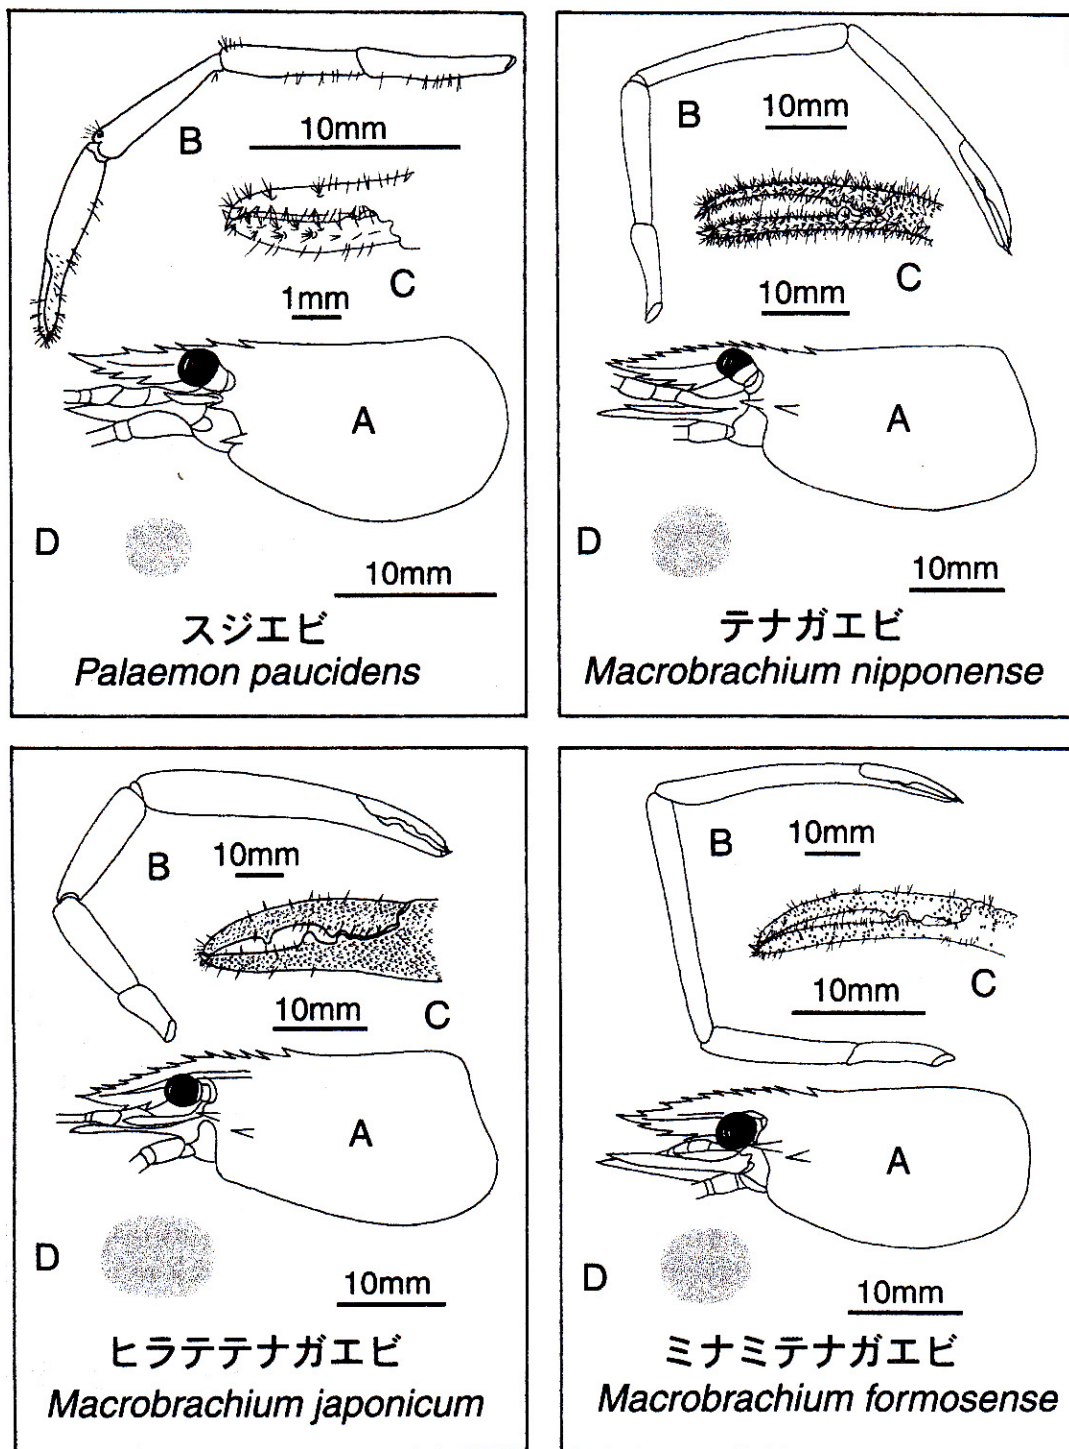 B
10mm
C
1mm
A
D
10mm
スジエビ
Palaemon paucidens
B
10mm
C
10mm
A
D
10mm
テナガエビ
Macrobrachium nipponense
B
10mm
10mm
C
A
D
10mm
ヒラテテナガエビ
Macrobrachium japonicum
B
10mm
10mm
C
A
D
10mm
ミナミテナガエビ
Macrobrachium formosense